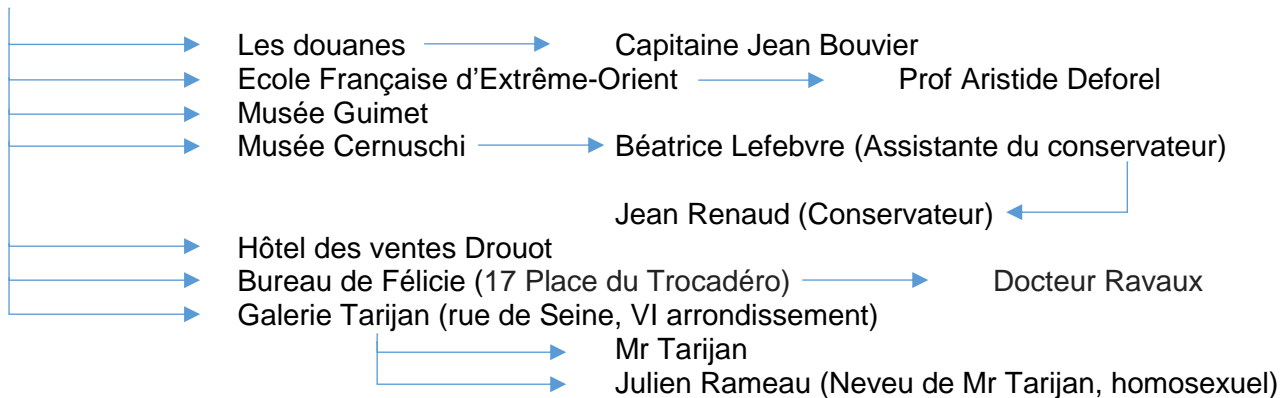 Les douanes Capitaine Jean Bouvier
Ecole Française d'Extrême-Orient Prof Aristide Deforel
Musée Guimet
Musée Cernuschi Béatrice Lefebvre (Assistante du conservateur)
Jean Renaud (Conservateur)
Hôtel des ventes Drouot
Bureau de Félicie (17 Place du Trocadéro) Docteur Ravaux
Galerie Tarijan (rue de Seine, VI arrondissement)
Mr Tarijan
Julien Rameau (Neveu de Mr Tarijan, homosexuel)